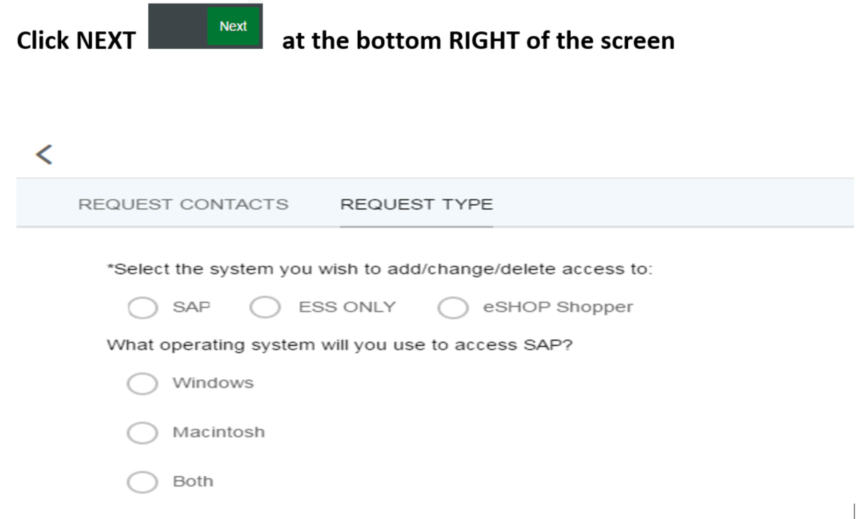 Click NEXT Next at the bottom RIGHT of the screen
REQUEST CONTACTS REQUEST TYPE
*Select the system you wish to add/change/delete access to:
SAP ESS ONLY eSHOP Shopper
What operating system will you use to access SAP?
Windows
Macintosh
Both